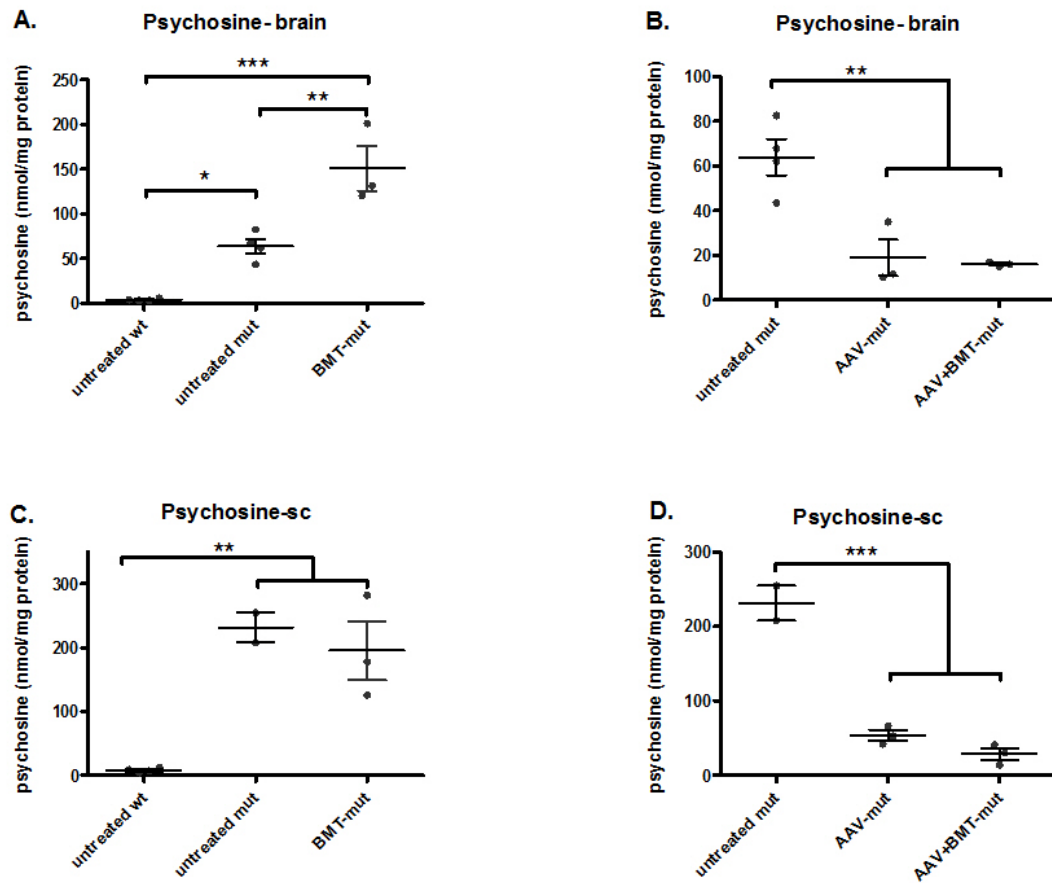 A.
Psychosine- brain
psychosine (nmol/mg protein)
250
200
150
100
50
0
***
**
*
untreated wt
untreated mut
BMT-mut
B.
Psychosine- brain
psychosine (nmol/mg protein)
100
80
60
40
20
0
**
untreated mut
AAV-mut
AAV+BMT-mut
C.
Psychosine-sc
psychosine (nmol/mg protein)
300
200
100
0
**
untreated wt
untreated mut
BMT-mut
D.
Psychosine-sc
psychosine (nmol/mg protein)
300
200
100
0
***
untreated mut
AAV-mut
AAV+BMT-mut